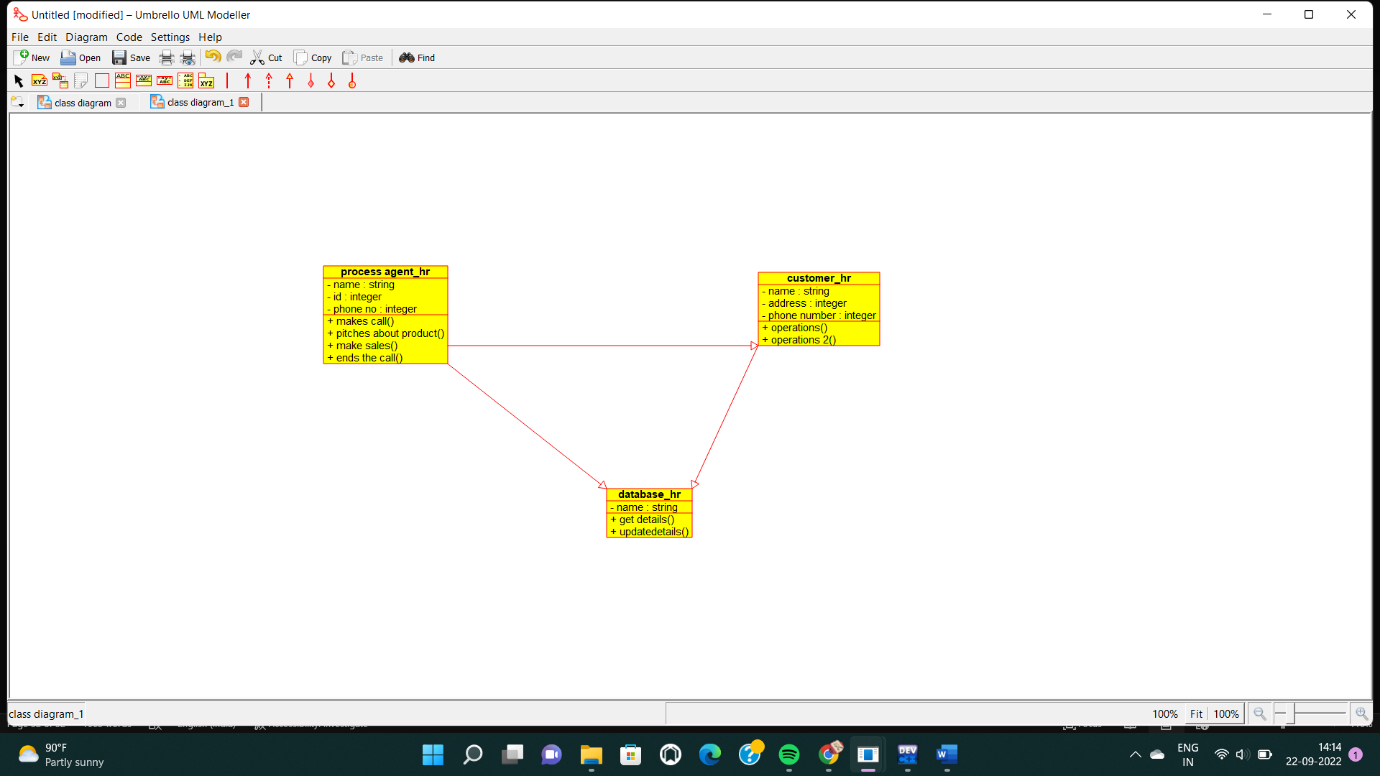 Untitled [modified] – Umbrello UML Modeller
File Edit Diagram Code Settings Help
New Open Save Cut Copy Paste Find
class diagram class diagram_1
process agent_hr
- name : string
- id : integer
- phone no : integer
+ makes call()
+ pitches about product()
+ make sales()
+ ends the call()
customer_hr
- name : string
- address : integer
- phone number : integer
+ operations()
+ operations 2()
database_hr
- name : string
+ get details()
+ updatedetails()
class diagram_1
100% Fit 100%
90°F
Partly sunny
ENG
IN
14:14
22-09-2022
1